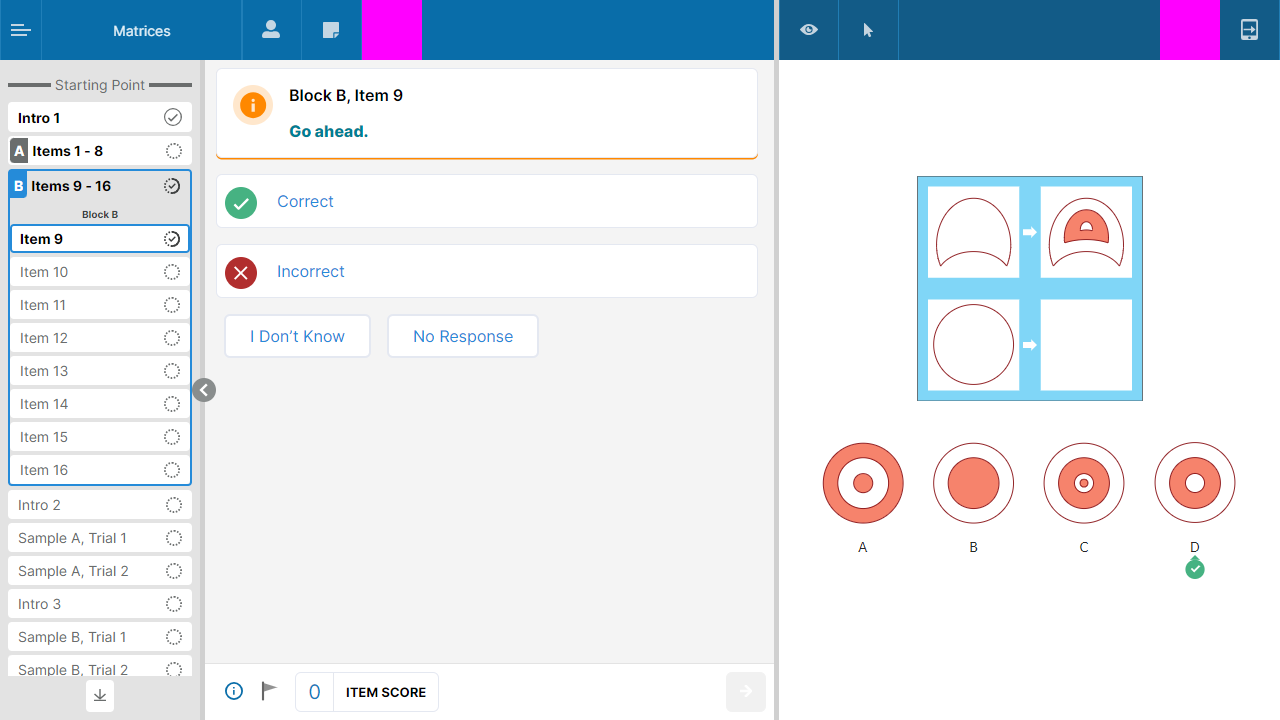 Matrices
Starting Point
Intro 1
A Items 1 - 8
B Items 9 - 16
Block B
Item 9
Item 10
Item 11
Item 12
Item 13
Item 14
Item 15
Item 16
Intro 2
Sample A, Trial 1
Sample A, Trial 2
Intro 3
Sample B, Trial 1
Sample B, Trial 2
Block B, Item 9
Go ahead.
Correct
Incorrect
I Don’t Know No Response
0 ITEM SCORE
A B C D